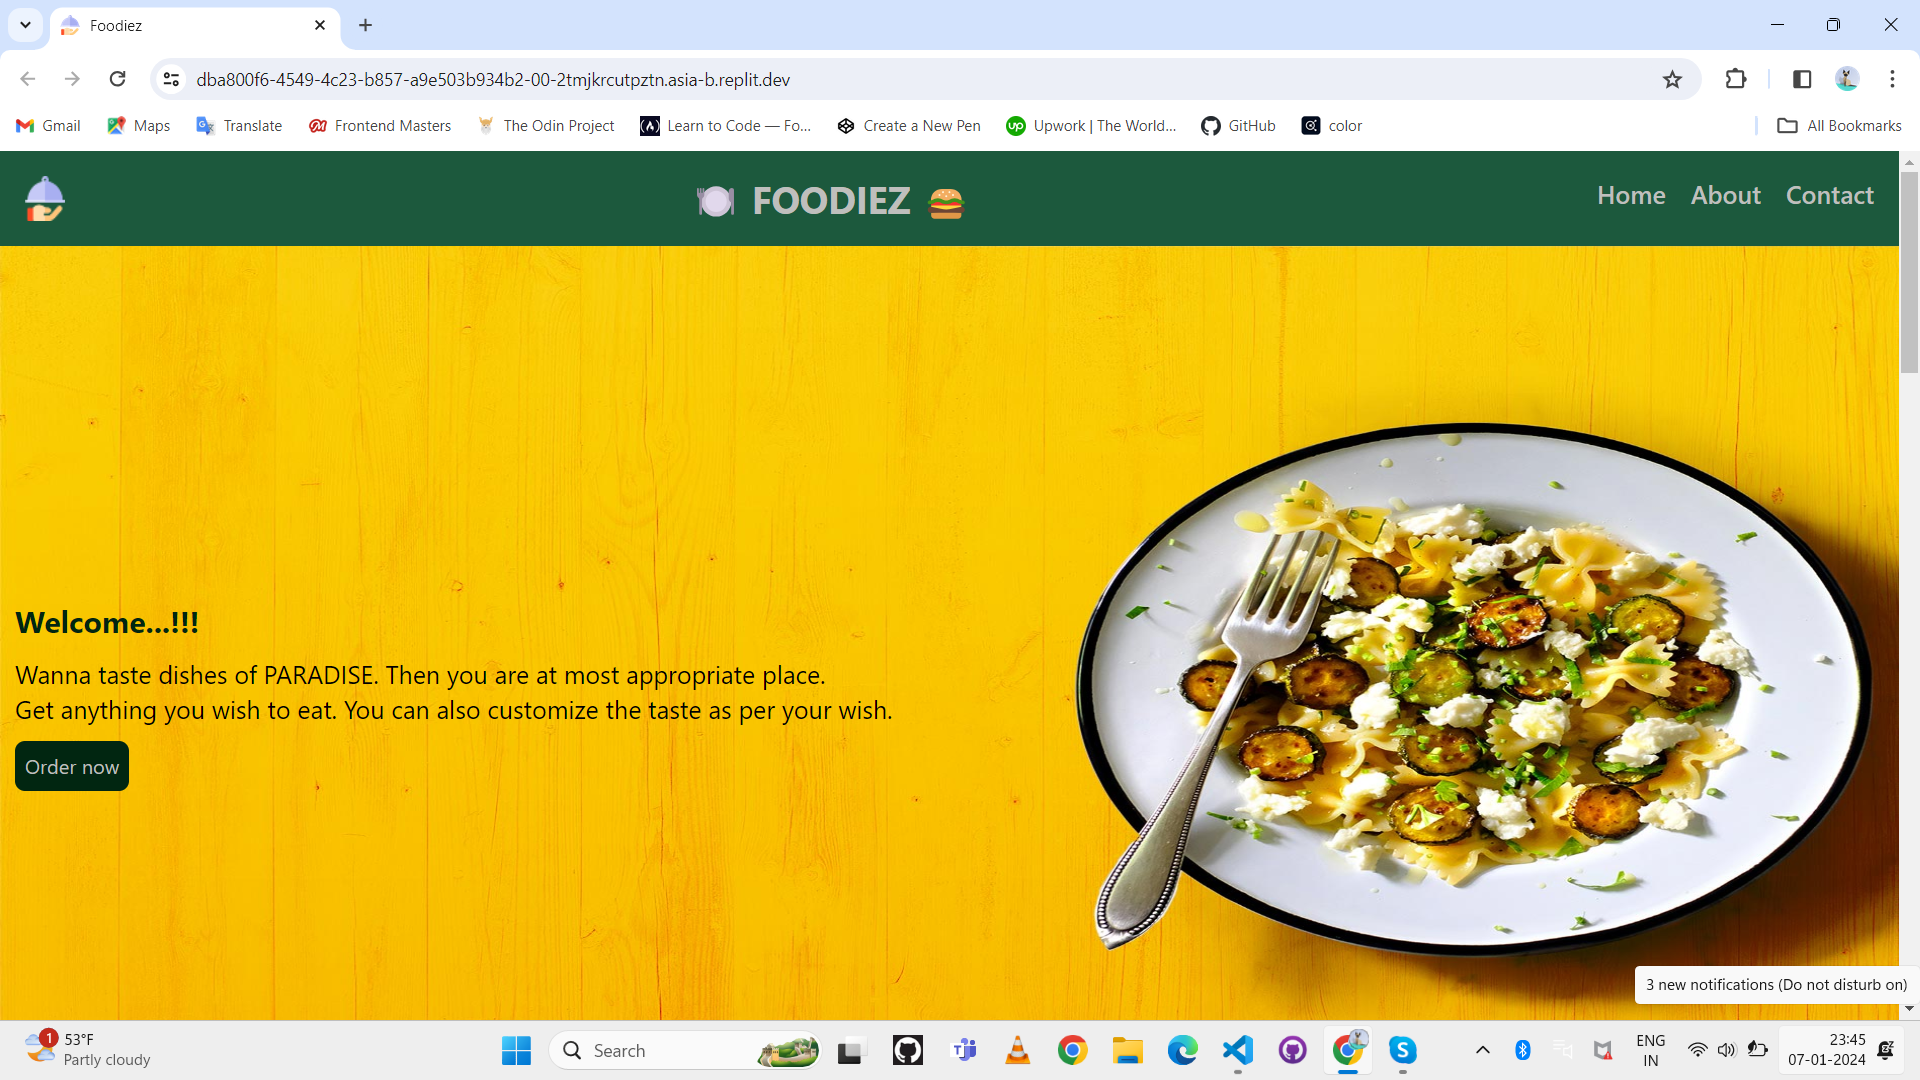 Foodiez
dba800f6-4549-4c23-b857-a9e503b934b2-00-2tmjkrcutpztn.asia-b.replit.dev
Gmail Maps Translate Frontend Masters The Odin Project Learn to Code — Fo... Create a New Pen Upwork | The World... GitHub color All Bookmarks
FOODIEZ Home About Contact
Welcome...!!!
Wanna taste dishes of PARADISE. Then you are at most appropriate place.
Get anything you wish to eat. You can also customize the taste as per your wish.
Order now
3 new notifications (Do not disturb on)
1 53°F
Partly cloudy
Search
ENG
IN
23:45
07-01-2024